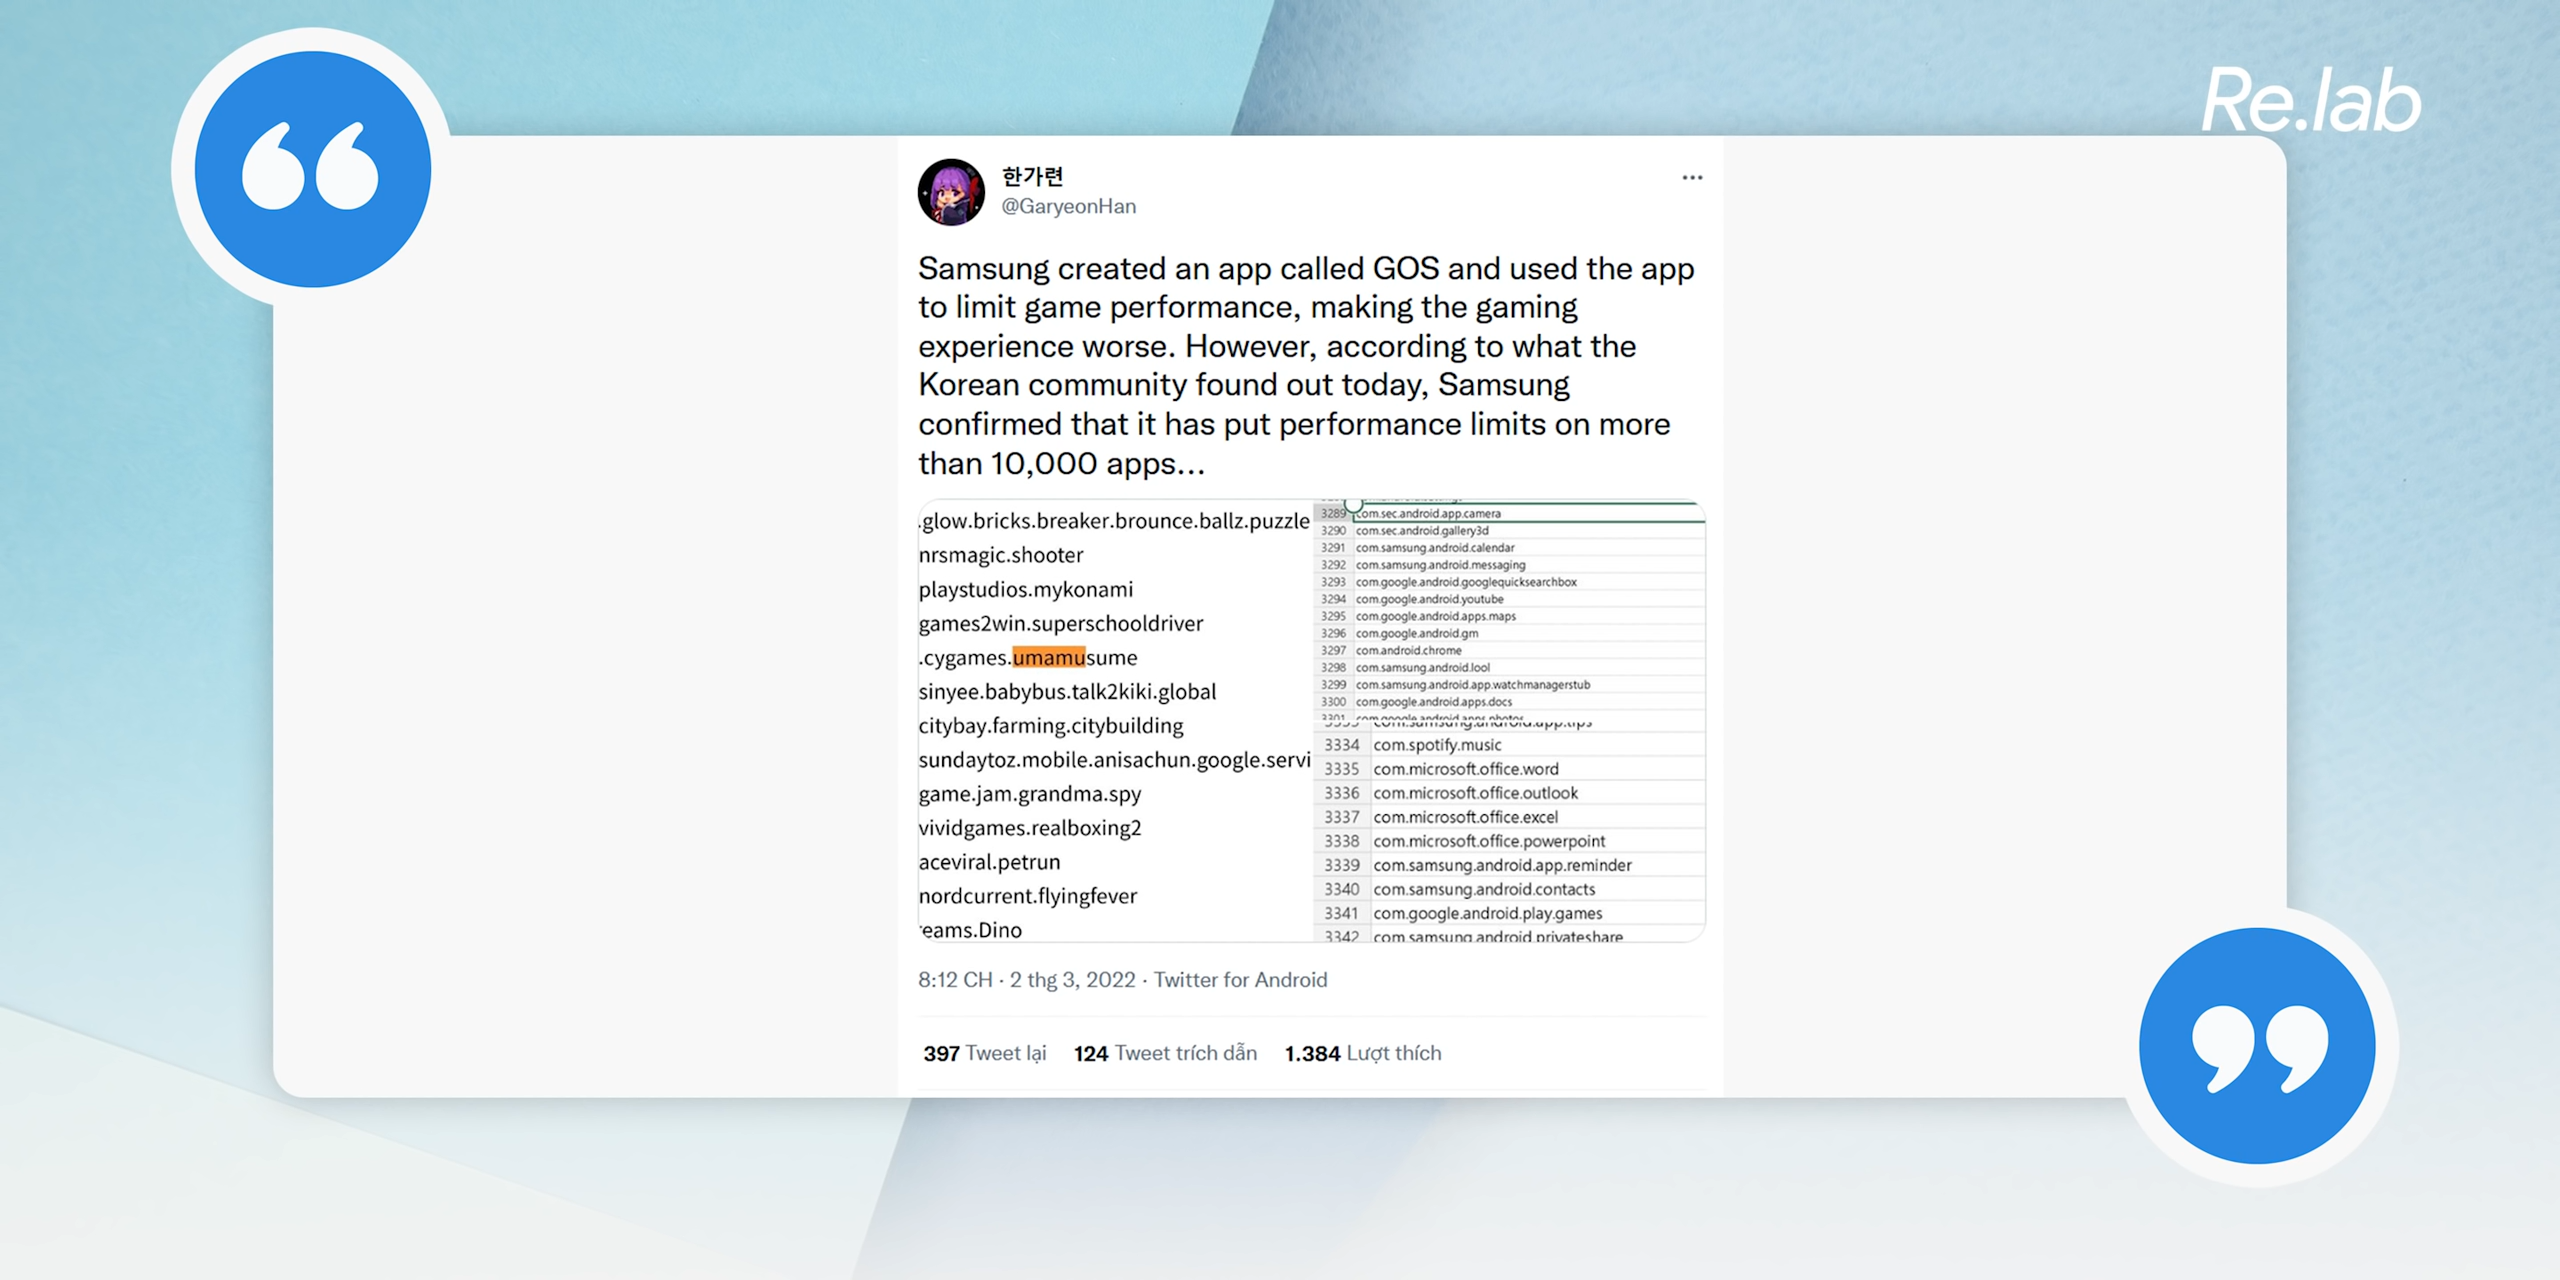 Re.lab
한가련
@GaryeonHan
Samsung created an app called GOS and used the app
to limit game performance, making the gaming
experience worse. However, according to what the
Korean community found out today, Samsung
confirmed that it has put performance limits on more
than 10,000 apps...
.glow.bricks.breaker.brounce.ballz.puzzle
nrsmagic.shooter
playstudios.mykonami
games2win.superschooldriver
.cygames.umamusume
sinyee.babybus.talk2kiki.global
citybay.farming.citybuilding
sundaytoz.mobile.anisachun.google.servi
game.jam.grandma.spy
vividgames.realboxing2
aceviral.petrun
nordcurrent.flyingfever
eams.Dino
3289 com.sec.android.app.camera
3290 com.sec.android.gallery3d
3291 com.samsung.android.calendar
3292 com.samsung.android.messaging
3293 com.google.android.googlequicksearchbox
3294 com.google.android.youtube
3295 com.google.android.apps.maps
3296 com.google.android.gm
3297 com.android.chrome
3298 com.samsung.android.lool
3299 com.samsung.android.app.watchmanagerstub
3300 com.google.android.apps.docs
3301 com.google.android.apps.photos
com.samsung.android.app.tips
3334 com.spotify.music
3335 com.microsoft.office.word
3336 com.microsoft.office.outlook
3337 com.microsoft.office.excel
3338 com.microsoft.office.powerpoint
3339 com.samsung.android.app.reminder
3340 com.samsung.android.contacts
3341 com.google.android.play.games
3342 com.samsung.android.privateshare
8:12 CH · 2 thg 3, 2022 · Twitter for Android
397 Tweet lại 124 Tweet trích dẫn 1.384 Lượt thích